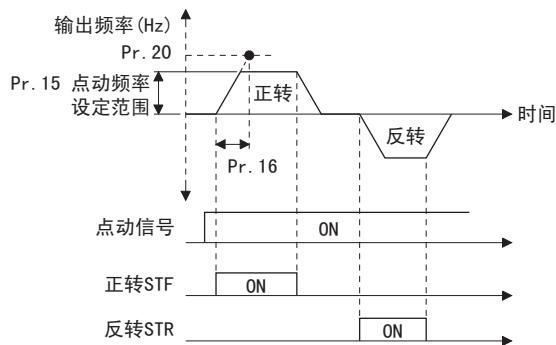 输出频率(Hz)
Pr.20
Pr.15 点动频率
设定范围
正转
时间
反转
Pr.16
点动信号
ON
正转STF
ON
反转STR
ON